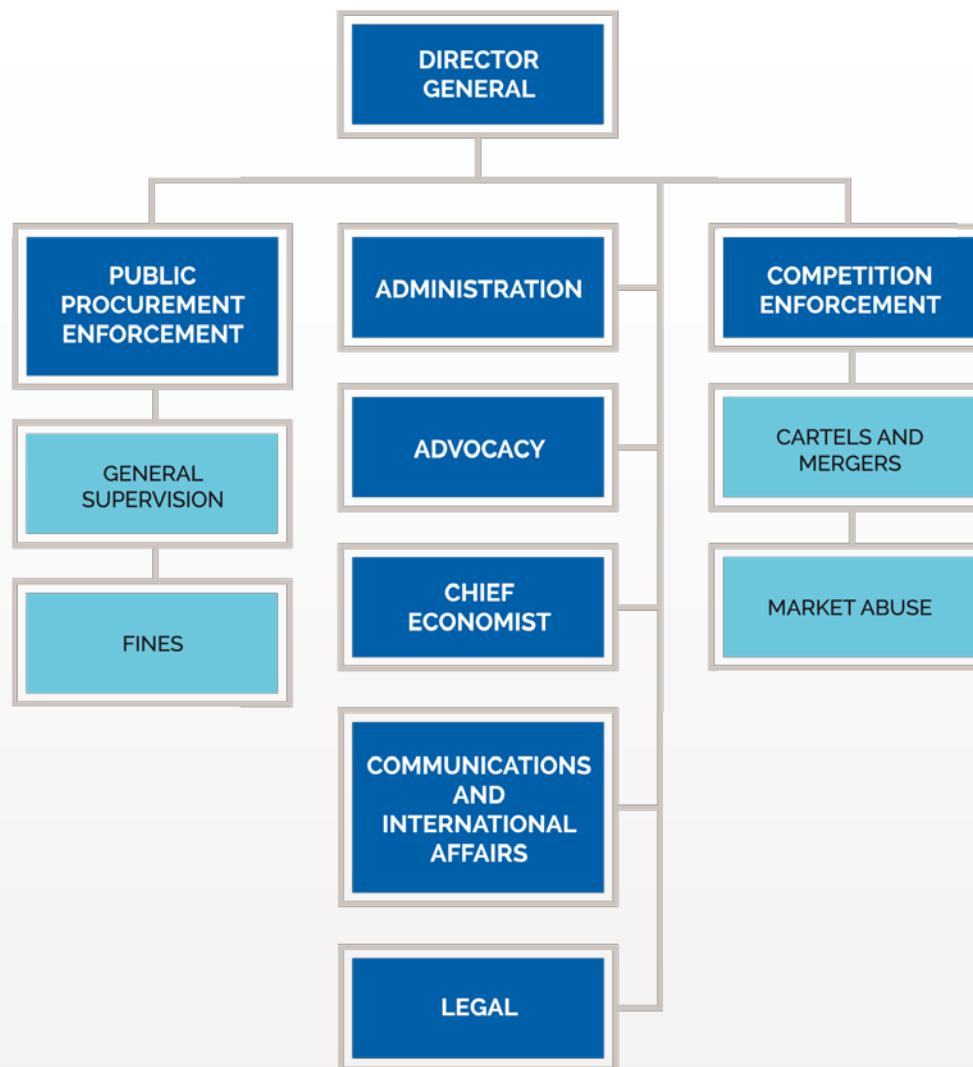 DIRECTOR
GENERAL
PUBLIC
PROCUREMENT
ENFORCEMENT
GENERAL
SUPERVISION
FINES
ADMINISTRATION
ADVOCACY
CHIEF
ECONOMIST
COMMUNICATIONS
AND
INTERNATIONAL
AFFAIRS
LEGAL
COMPETITION
ENFORCEMENT
CARTELS AND
MERGERS
MARKET ABUSE